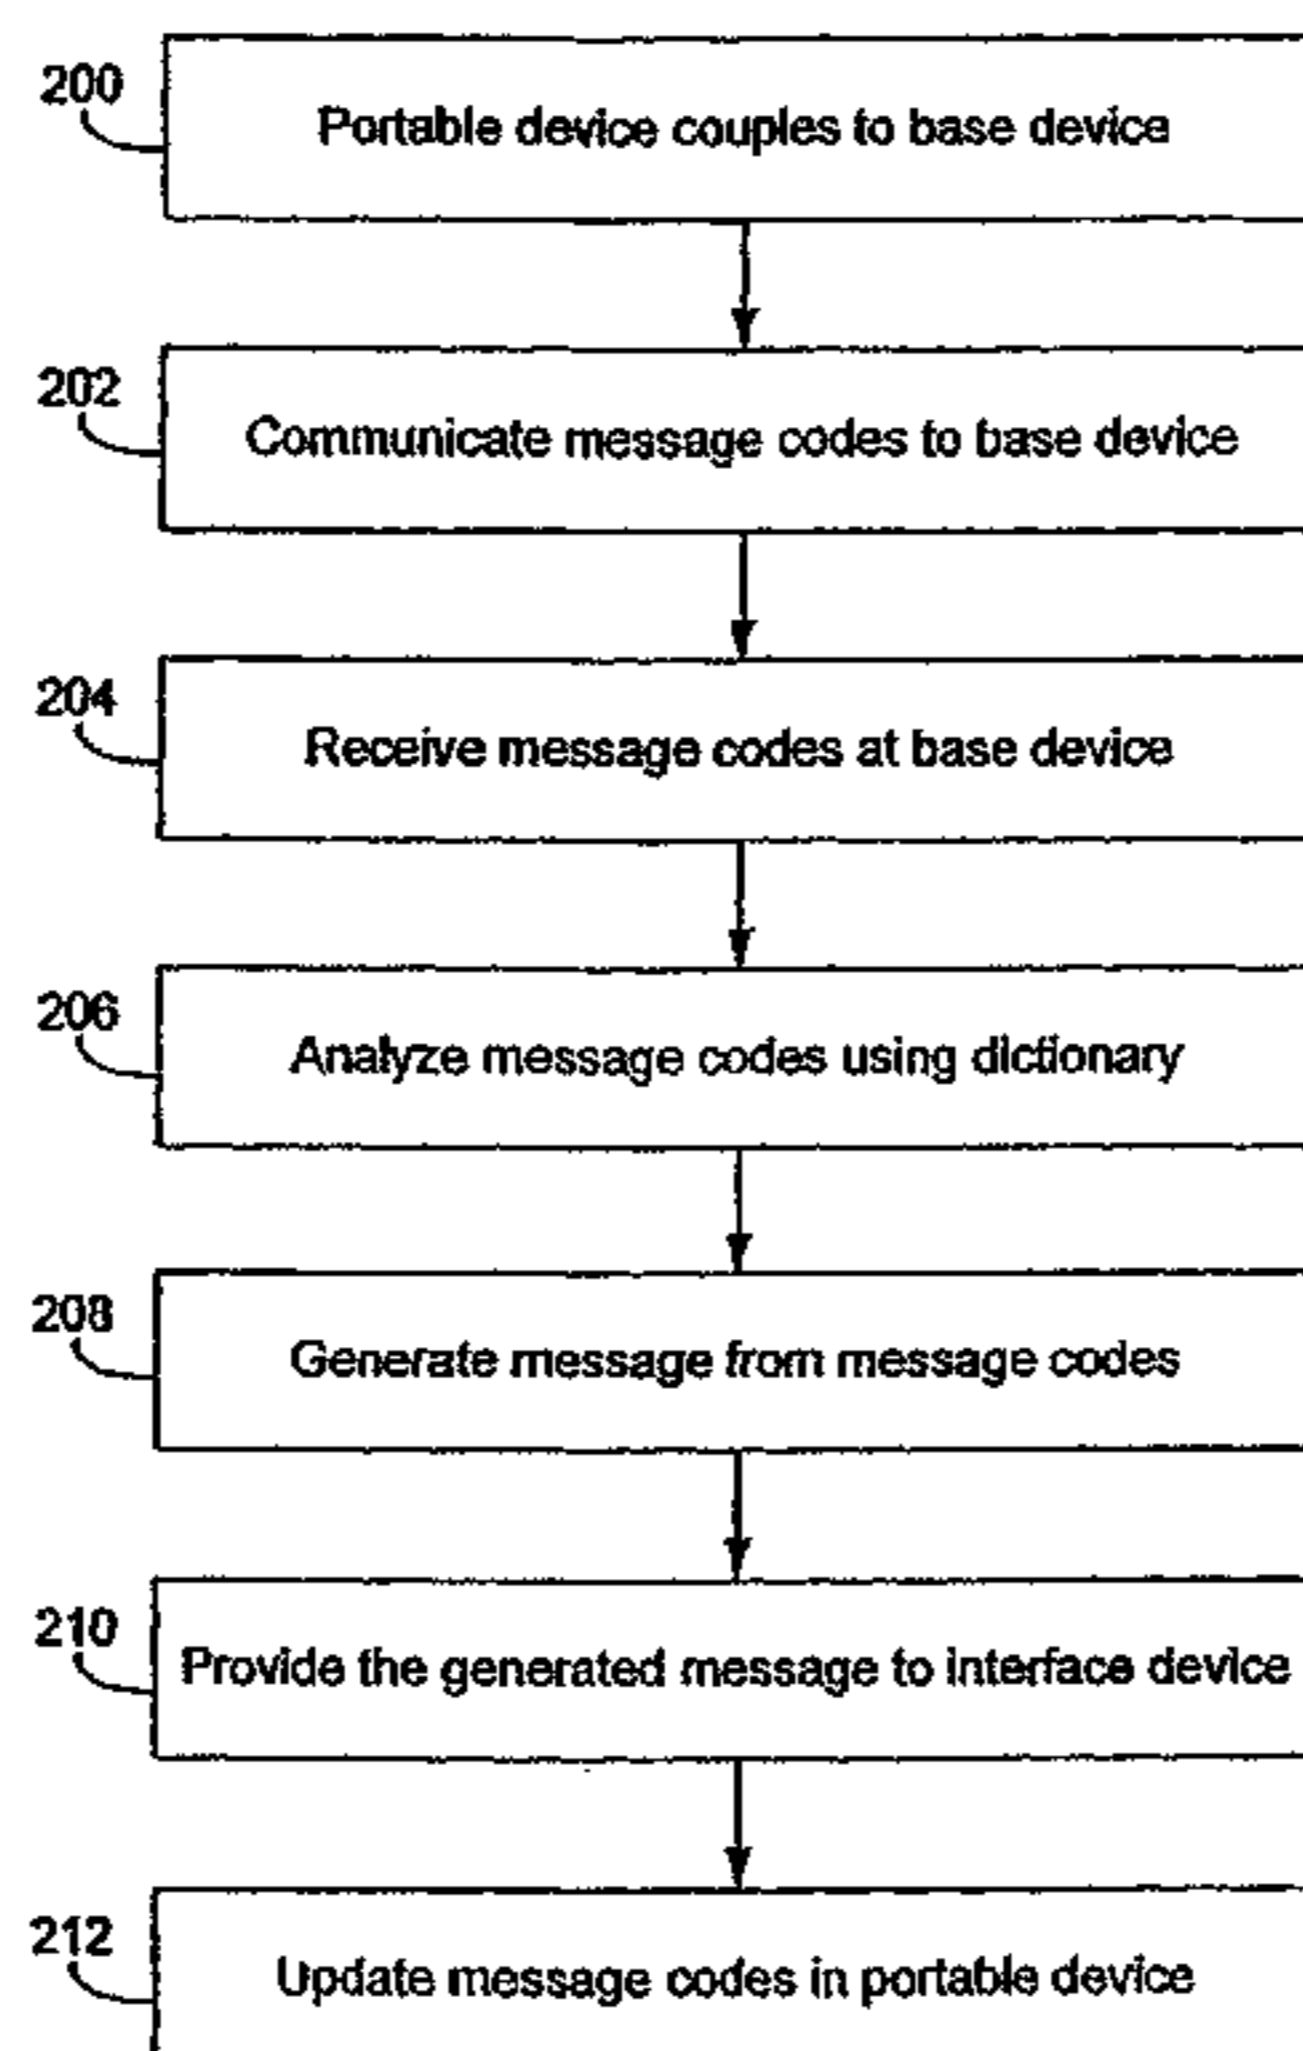 200
Portable device couples to base device
202
Communicate message codes to base device
204
Receive message codes at base device
206
Analyze message codes using dictionary
208
Generate message from message codes
210
Provide the generated message to interface device
212
Update message codes in portable device